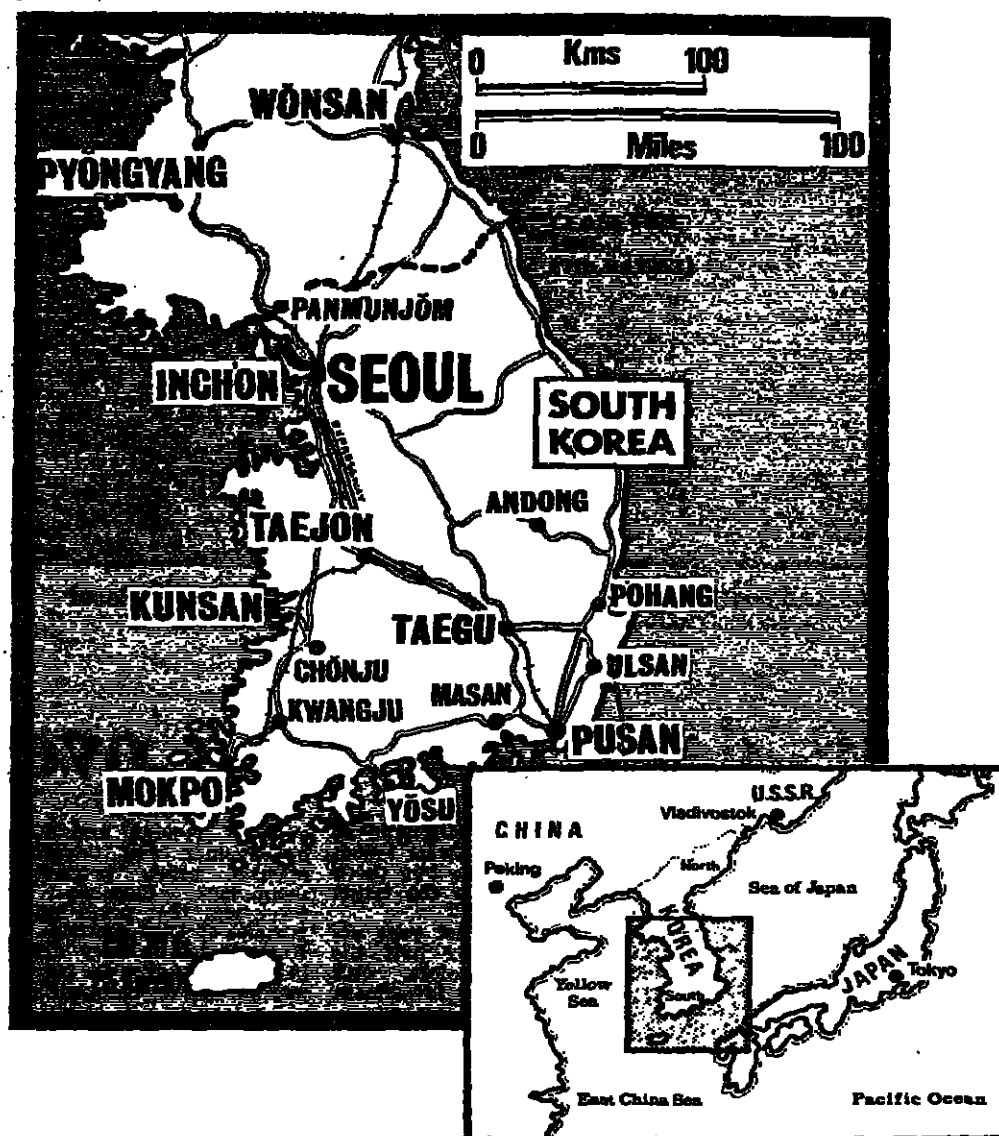 0 Kms 100
0 Miles 100
WŎNSAN
PYŎNGYANG
PANMUNJŎM
INCHŎN
SEOUL
SOUTH
KOREA
ANDONG
TAEJON
KUNSAN
TAEGU
POHANG
CHŎNJU
ULSAN
MASAN
KWANGJU
PUSAN
MOKPO
YŎSU
U.S.S.R.
Vladivostok
CHINA
North
Peking
Sea of Japan
KOREA
JAPAN
Tokyo
Yellow
Sea
South
East China Sea
Pacific Ocean